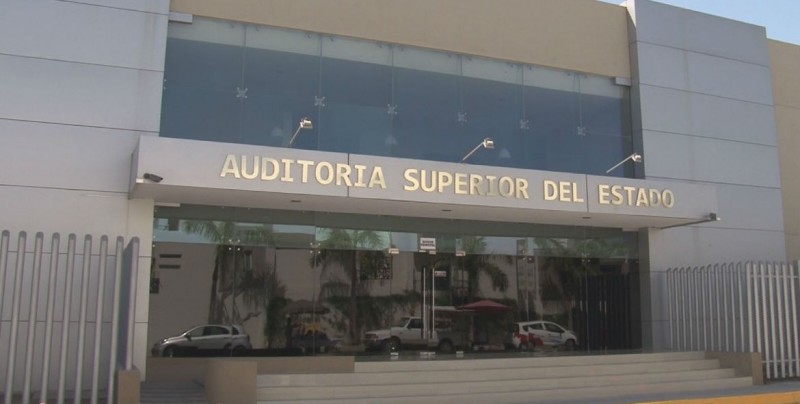 AUDITORIA SUPERIOR DEL ESTADO